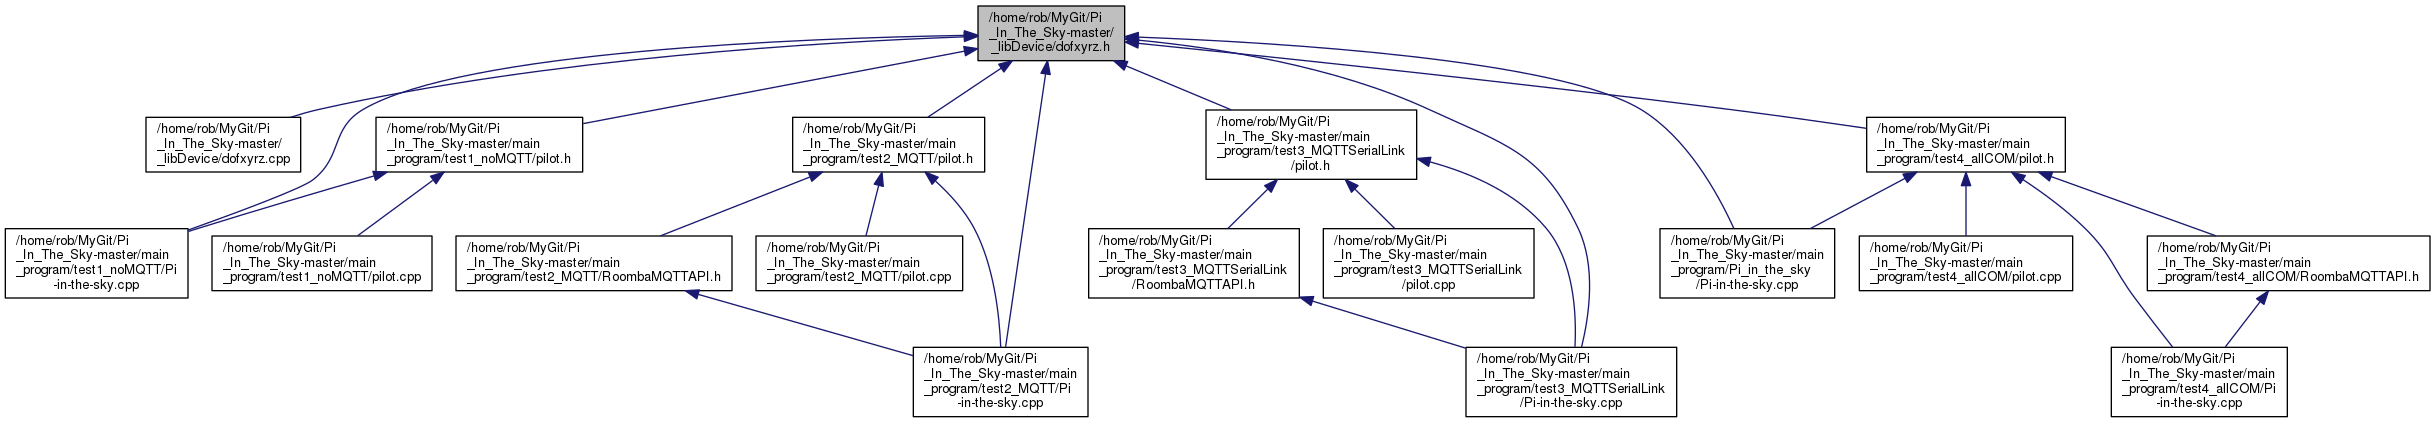 /home/rob/MyGit/Pi
_In_The_Sky-master/
_libDevice/dofxyrz.h
/home/rob/MyGit/Pi
_In_The_Sky-master/
_libDevice/dofxyrz.cpp
/home/rob/MyGit/Pi
_In_The_Sky-master/main
_program/test1_noMQTT/pilot.h
/home/rob/MyGit/Pi
_In_The_Sky-master/main
_program/test2_MQTT/pilot.h
/home/rob/MyGit/Pi
_In_The_Sky-master/main
_program/test3_MQTTSerialLink
/pilot.h
/home/rob/MyGit/Pi
_In_The_Sky-master/main
_program/test4_allCOM/pilot.h
/home/rob/MyGit/Pi
_In_The_Sky-master/main
_program/test1_noMQTT/Pi
-in-the-sky.cpp
/home/rob/MyGit/Pi
_In_The_Sky-master/main
_program/test1_noMQTT/pilot.cpp
/home/rob/MyGit/Pi
_In_The_Sky-master/main
_program/test2_MQTT/RoombaMQTTAPI.h
/home/rob/MyGit/Pi
_In_The_Sky-master/main
_program/test2_MQTT/pilot.cpp
/home/rob/MyGit/Pi
_In_The_Sky-master/main
_program/test3_MQTTSerialLink
/RoombaMQTTAPI.h
/home/rob/MyGit/Pi
_In_The_Sky-master/main
_program/test3_MQTTSerialLink
/pilot.cpp
/home/rob/MyGit/Pi
_In_The_Sky-master/main
_program/Pi_in_the_sky
/Pi-in-the-sky.cpp
/home/rob/MyGit/Pi
_In_The_Sky-master/main
_program/test4_allCOM/pilot.cpp
/home/rob/MyGit/Pi
_In_The_Sky-master/main
_program/test4_allCOM/RoombaMQTTAPI.h
/home/rob/MyGit/Pi
_In_The_Sky-master/main
_program/test2_MQTT/Pi
-in-the-sky.cpp
/home/rob/MyGit/Pi
_In_The_Sky-master/main
_program/test3_MQTTSerialLink
/Pi-in-the-sky.cpp
/home/rob/MyGit/Pi
_In_The_Sky-master/main
_program/test4_allCOM/Pi
-in-the-sky.cpp